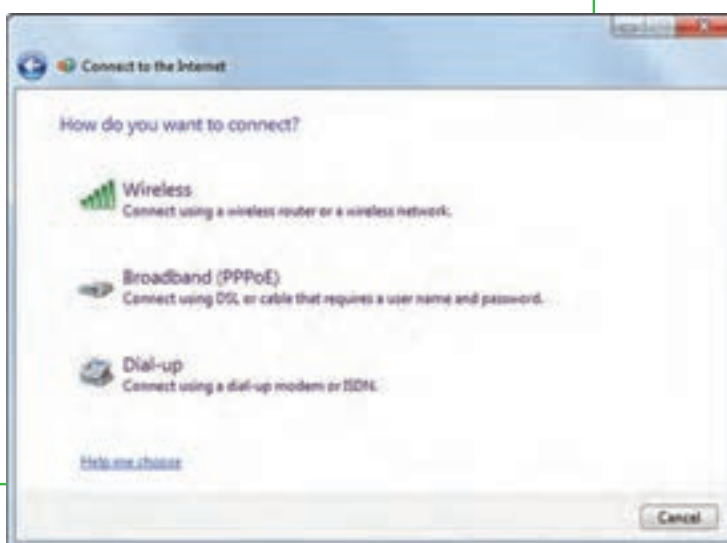 Connect to the Internet
How do you want to connect?
Wireless
Connect using a wireless router or a wireless network.
Broadband (PPPoE)
Connect using DSL or cable that requires a user name and password.
Dial-up
Connect using a dial-up modem or ISDN.
Help me choose
Cancel